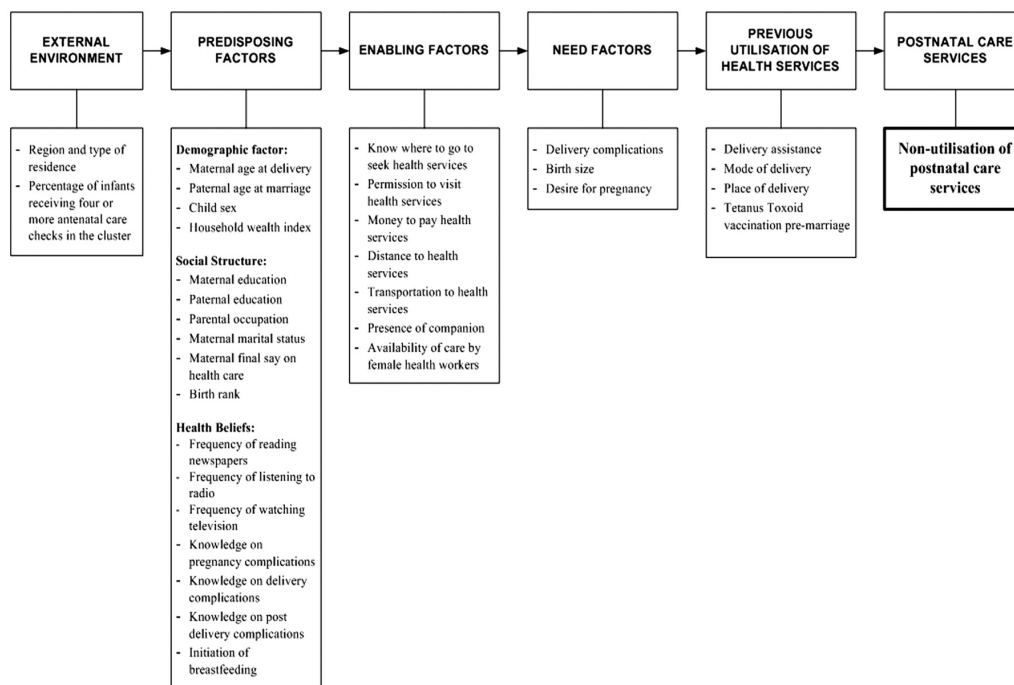 EXTERNAL
ENVIRONMENT
PREDISPOSING
FACTORS
ENABLING FACTORS
NEED FACTORS
PREVIOUS
UTILISATION OF
HEALTH SERVICES
POSTNATAL CARE
SERVICES
- Region and type of
residence
- Percentage of infants
receiving four or
more antenatal care
checks in the cluster
Demographic factor:
- Maternal age at delivery
- Paternal age at marriage
- Child sex
- Household wealth index
Social Structure:
- Maternal education
- Paternal education
- Parental occupation
- Maternal marital status
- Maternal final say on
health care
- Birth rank
Health Beliefs:
- Frequency of reading
newspapers
- Frequency of listening to
radio
- Frequency of watching
television
- Knowledge on
pregnancy complications
- Knowledge on delivery
complications
- Knowledge on post
delivery complications
- Initiation of
breastfeeding
- Know where to go to
seek health services
- Permission to visit
health services
- Money to pay health
services
- Distance to health
services
- Transportation to health
services
- Presence of companion
- Availability of care by
female health workers
- Delivery complications
- Birth size
- Desire for pregnancy
- Delivery assistance
- Mode of delivery
- Place of delivery
- Tetanus Toxoid
vaccination pre-marriage
Non-utilisation of
postnatal care
services